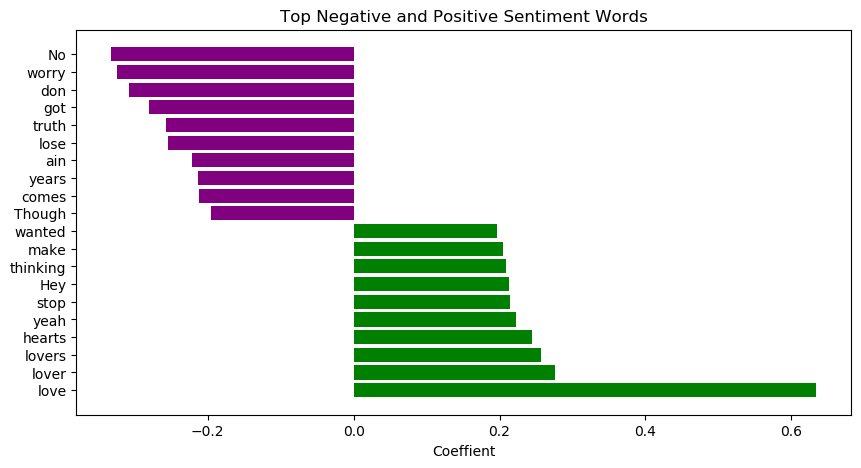 Top Negative and Positive Sentiment Words
No
worry
don
got
truth
lose
ain
years
comes
Though
wanted
make
thinking
Hey
stop
yeah
hearts
lovers
lover
love
−0.2 0.0 0.2 0.4 0.6
Coeffient